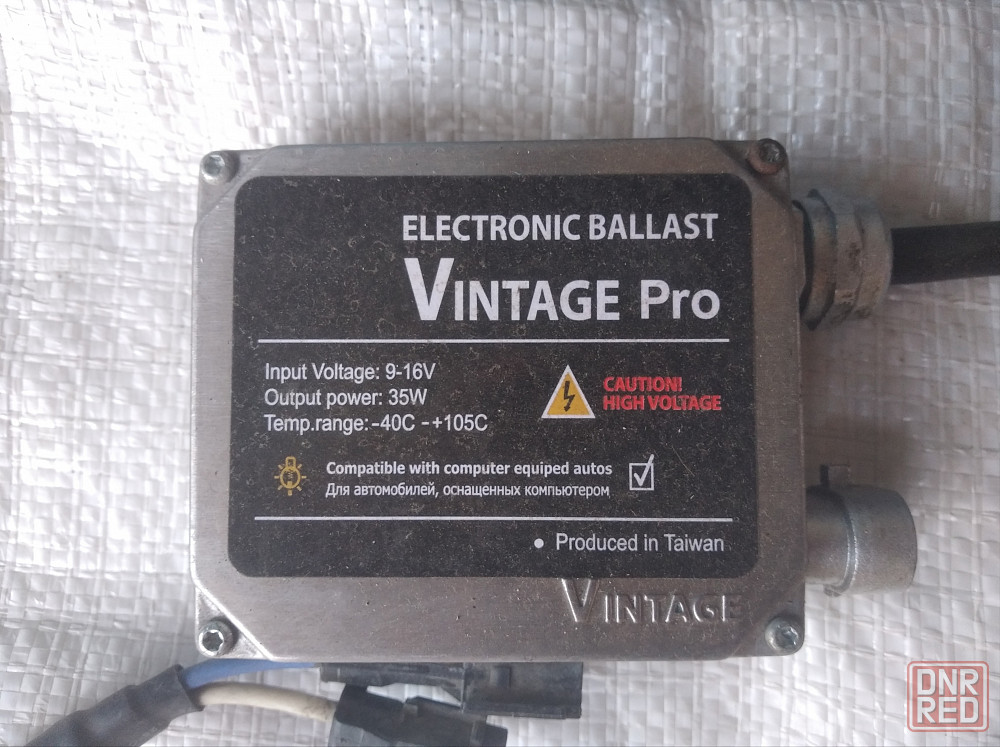 ELECTRONIC BALLAST
VINTAGE Pro
Input Voltage: 9-16V
Output power: 35W
Temp.range:-40C -+105C
CAUTION!
HIGH VOLTAGE
Compatible with computer equiped autos
Для автомобилей, оснащенных компьютером
• Produced in Taiwan
VINTAGE
DNR
RED